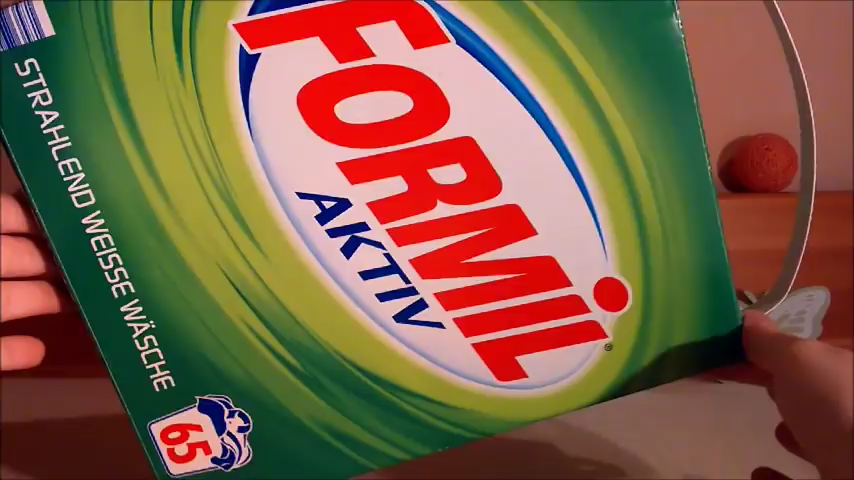 FORMIL
AKTIV
STRAHLEND WEISSE WÄSCHE
65